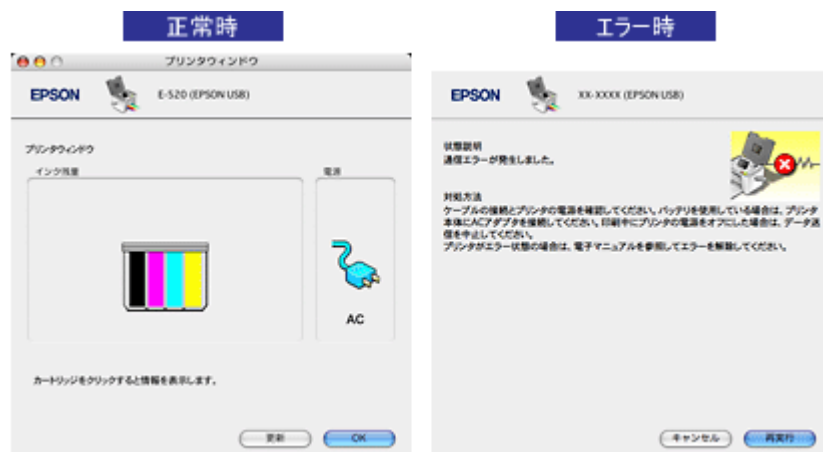 正常時
プリンタウィンドウ
EPSON
E-520 (EPSON USB)
プリンタウィンドウ
インク残量
電源
AC
カートリッジをクリックすると情報を表示します。
更新
OK
エラー時
EPSON
XX-XXXX (EPSON USB)
状態説明
通信エラーが発生しました。
対処方法
ケーブルの接続とプリンタの電源を確認してください。バッテリを使用している場合は、プリンタ
本体にACアダプタを接続してください。印刷中にプリンタの電源をオフにした場合は、データ送
信を中止してください。
プリンタがエラー状態の場合は、電子マニュアルを参照してエラーを解除してください。
キャンセル
再実行